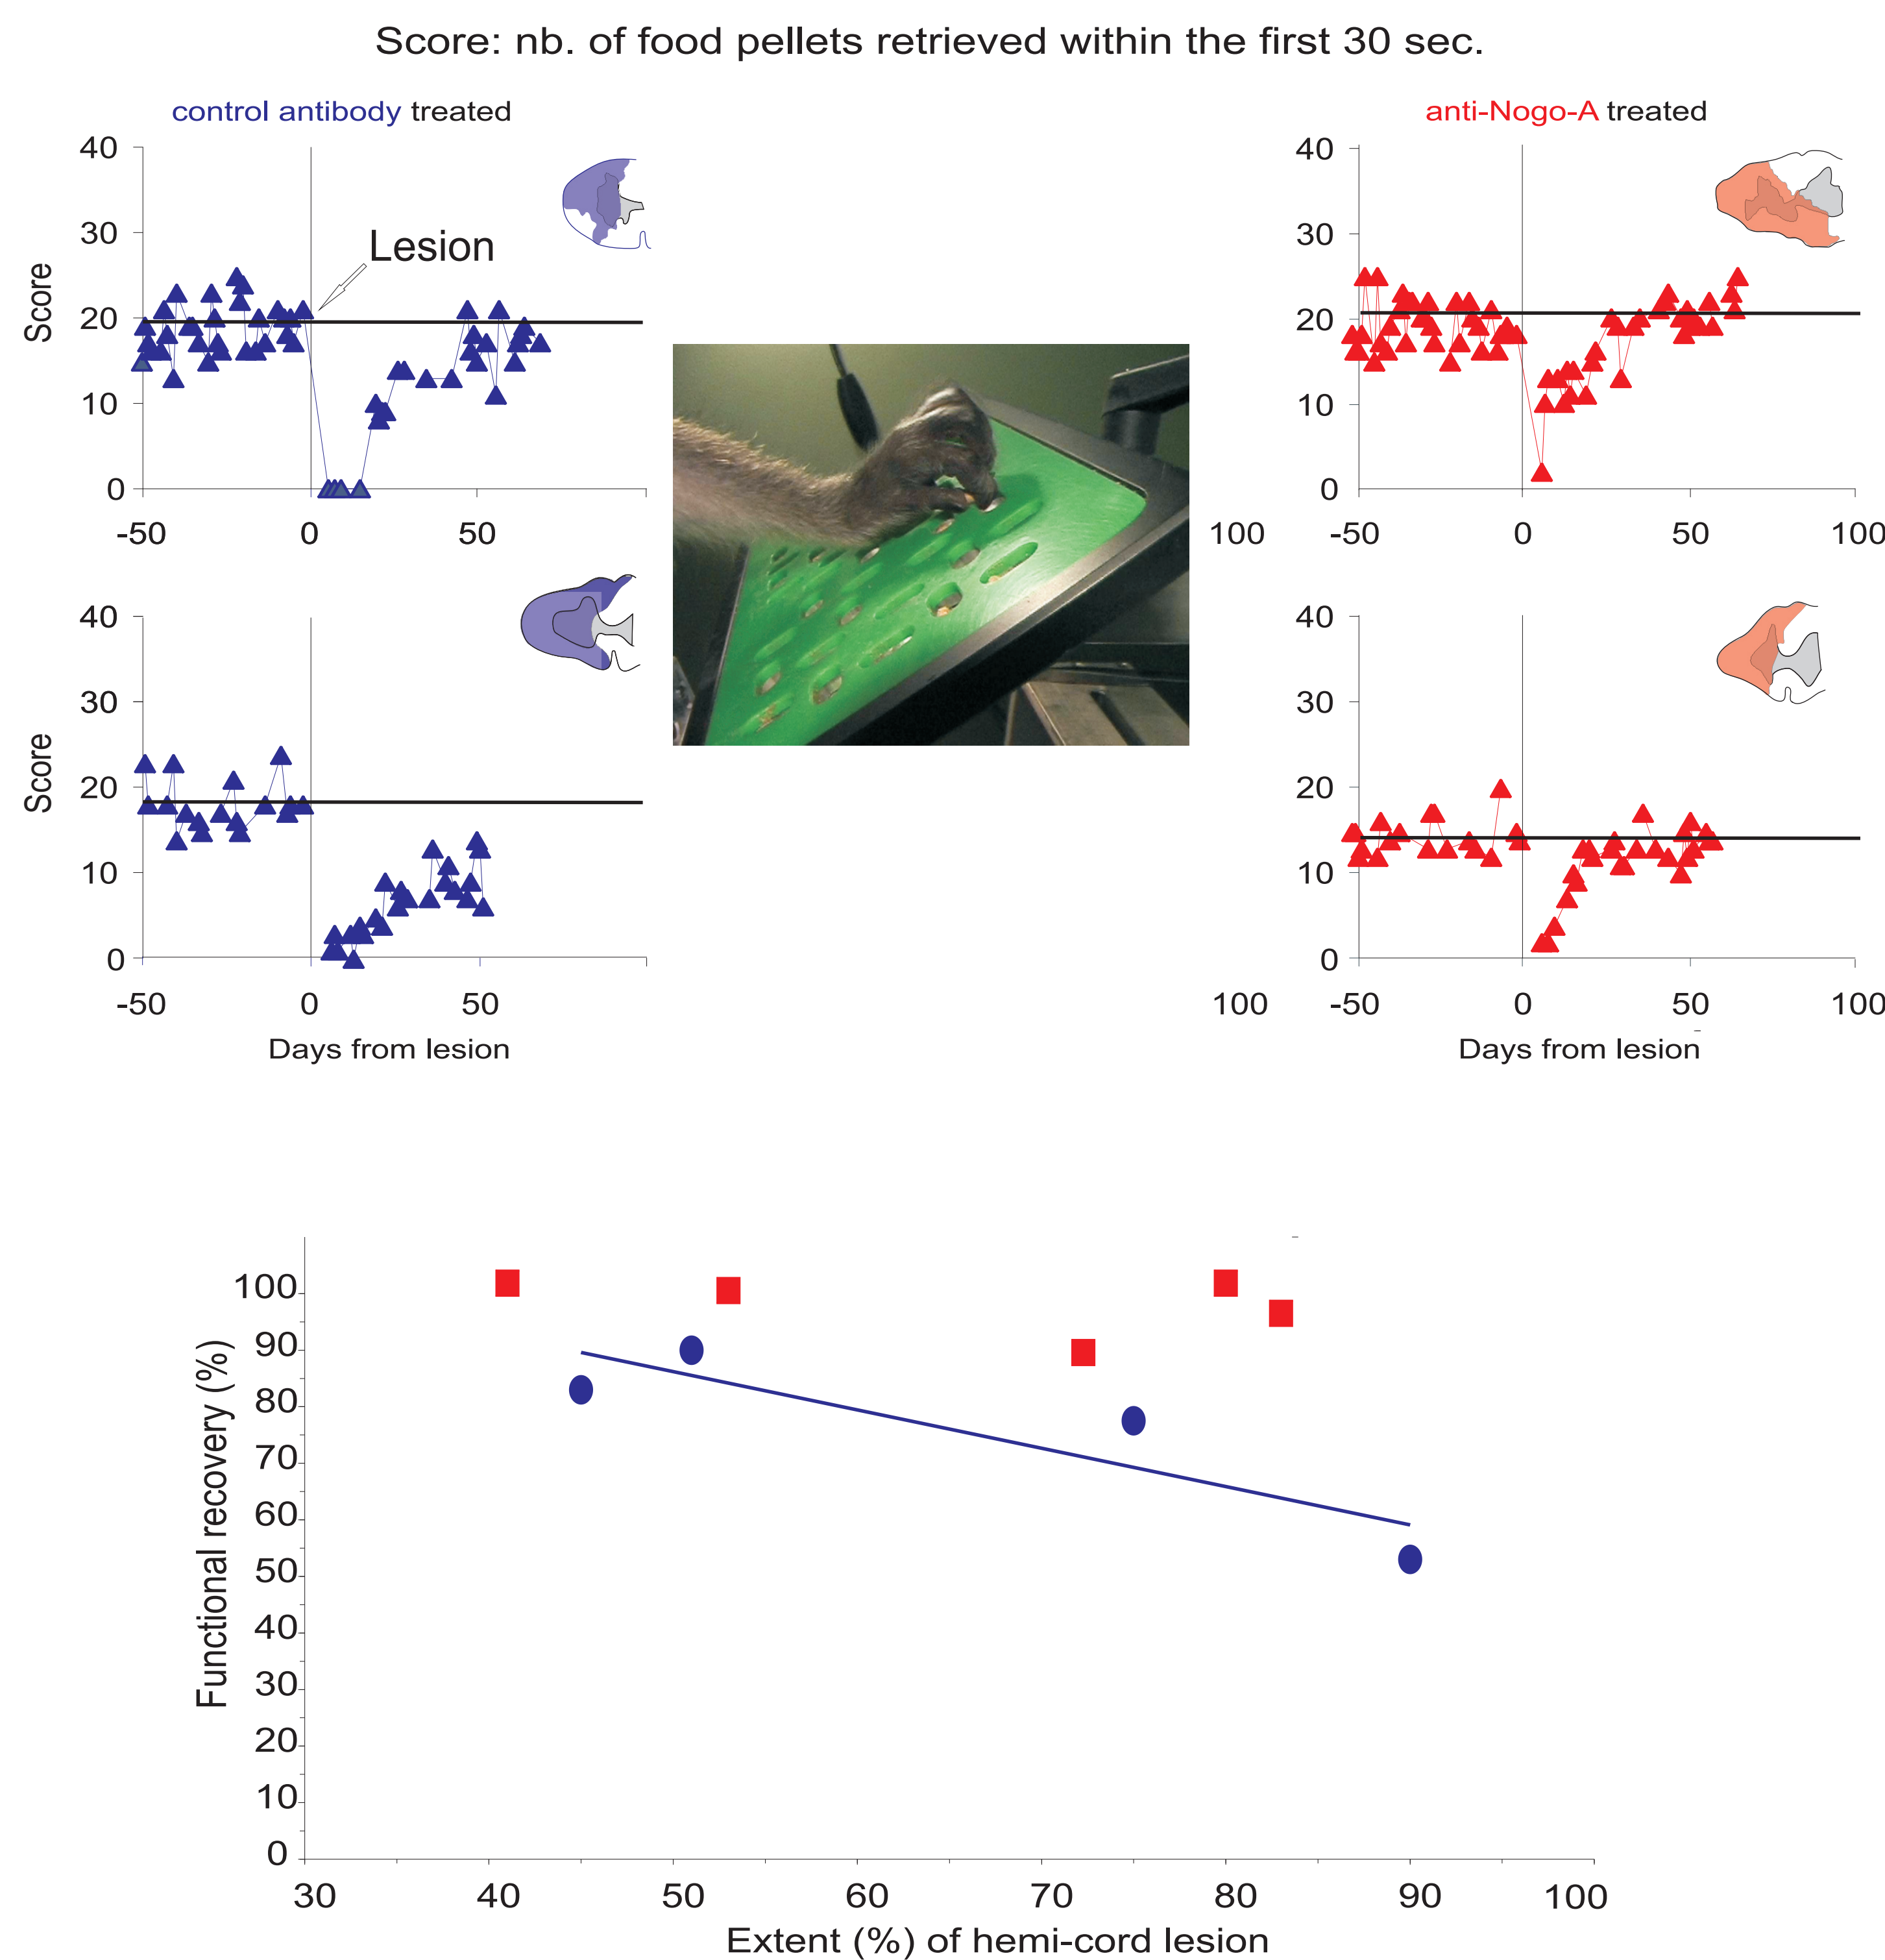 Score: nb. of food pellets retrieved within the first 30 sec.
control antibody treated
40
30
20
10
0
Score
Lesion
-50 0 50 100
anti-Nogo-A treated
40
30
20
10
0
-50 0 50 100
40
30
20
10
0
Score
-50 0 50 100
Days from lesion
40
30
20
10
0
-50 0 50 100
Days from lesion
100
90
80
70
60
50
40
30
20
10
0
Functional recovery (%)
30 40 50 60 70 80 90 100
Extent (%) of hemi-cord lesion